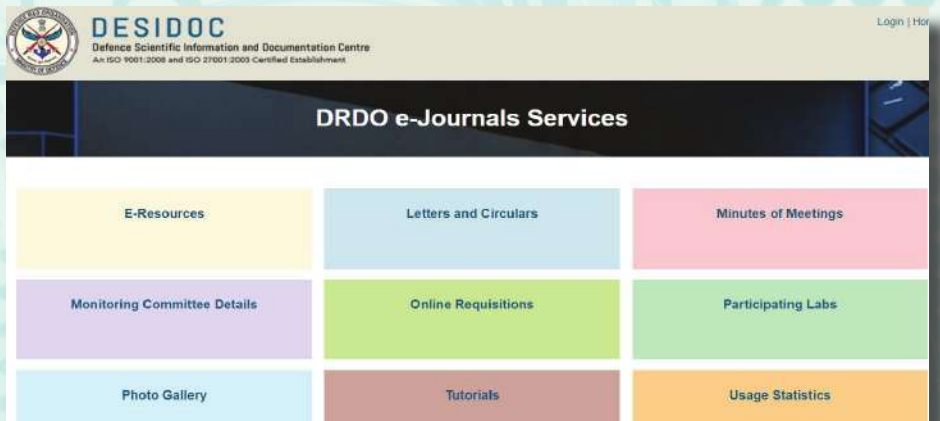 DESIDOC
Login | Hom
Defence Scientific Information and Documentation Centre
An ISO 9001:2008 and ISO 27001:2005 Certified Establishment
DRDO e-Journals Services
E-Resources
Letters and Circulars
Minutes of Meetings
Monitoring Committee Details
Online Requisitions
Participating Labs
Photo Gallery
Tutorials
Usage Statistics